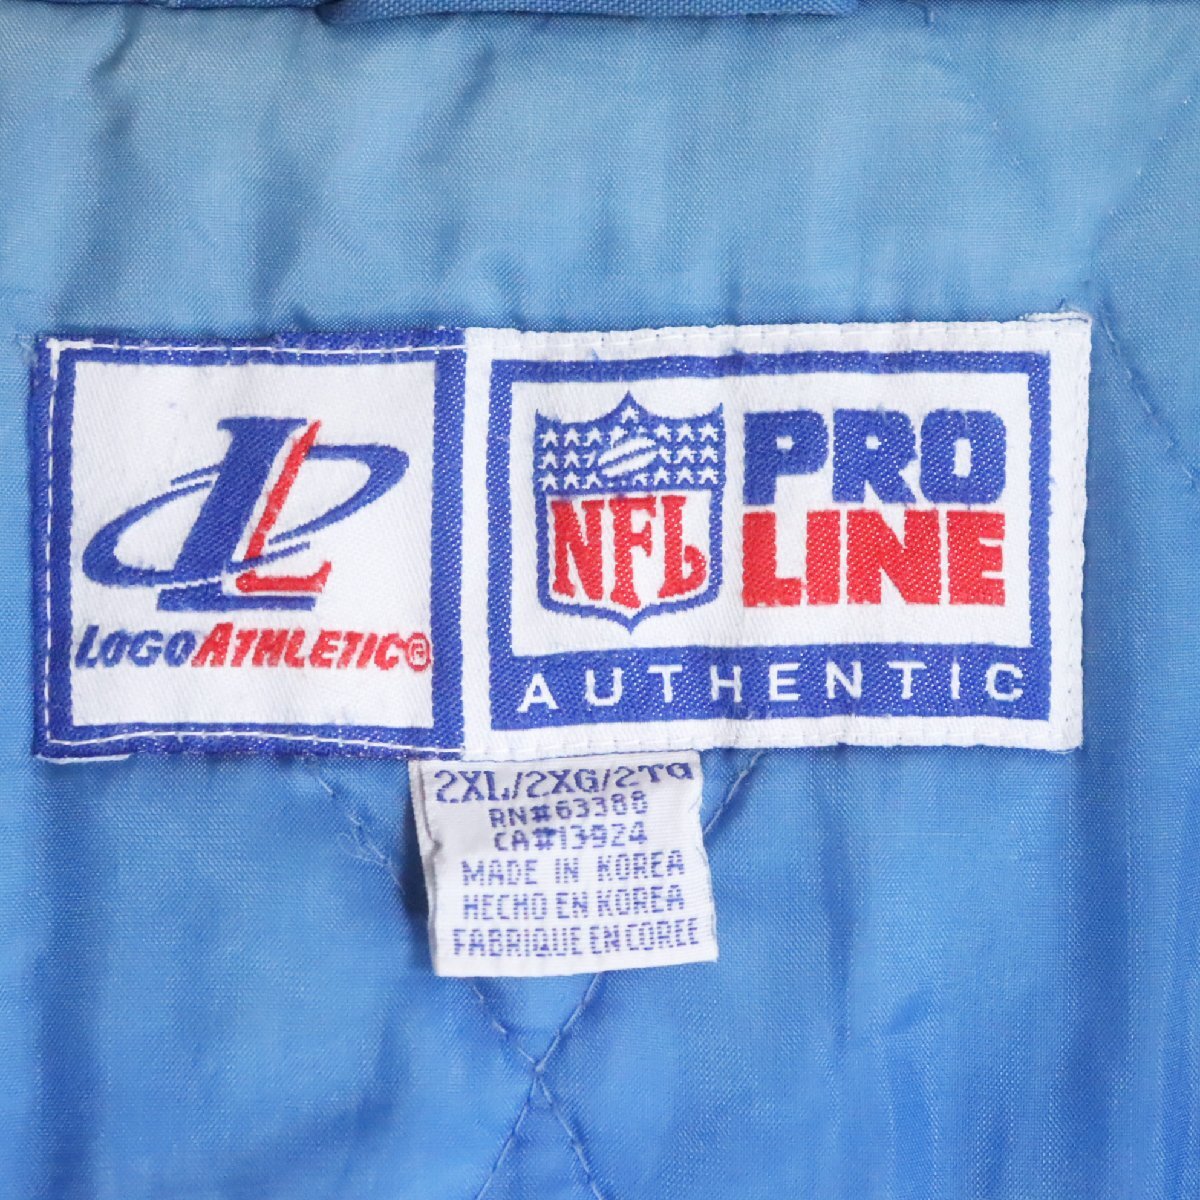 LOGOATHLETIC®
NFL
PRO
LINE
AUTHENTIC
2XL/2XG/2TG
RN#63388
CA#13924
MADE IN KOREA
HECHO EN KOREA
FABRIQUE EN COREE